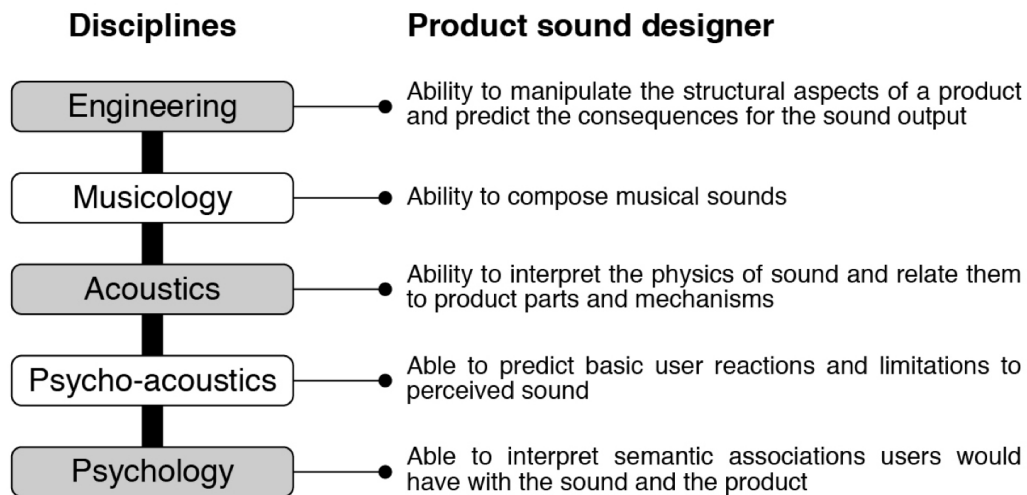 Disciplines
Product sound designer
Engineering
Ability to manipulate the structural aspects of a product
and predict the consequences for the sound output
Musicology
Ability to compose musical sounds
Acoustics
Ability to interpret the physics of sound and relate them
to product parts and mechanisms
Psycho-acoustics
Able to predict basic user reactions and limitations to
perceived sound
Psychology
Able to interpret semantic associations users would
have with the sound and the product